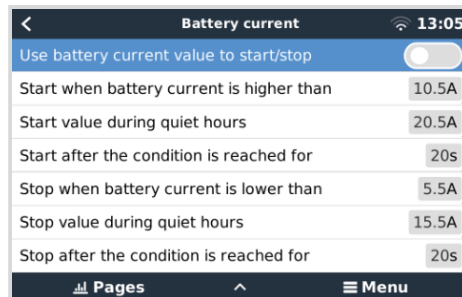 Battery current 13:05
Use battery current value to start/stop
Start when battery current is higher than 10.5A
Start value during quiet hours 20.5A
Start after the condition is reached for 20s
Stop when battery current is lower than 5.5A
Stop value during quiet hours 15.5A
Stop after the condition is reached for 20s
Pages Menu